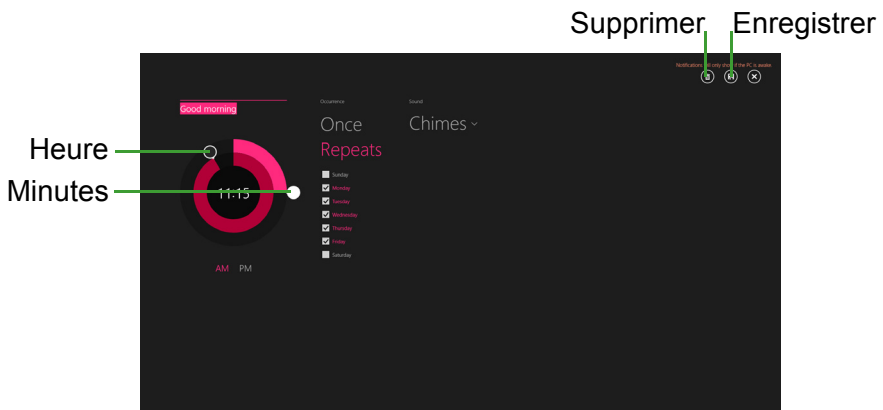 Supprimer Enregistrer
Notifications will only show if the PC is awake
Good morning
Occurrence
Sound
Once
Chimes
Repeats
Heure
Minutes
11:15
Sunday
Monday
Tuesday
Wednesday
Thursday
Friday
Saturday
AM PM